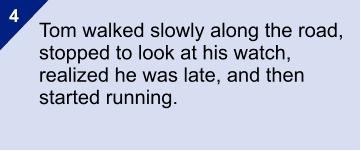 4
Tom walked slowly along the road,
stopped to look at his watch,
realized he was late, and then
started running.